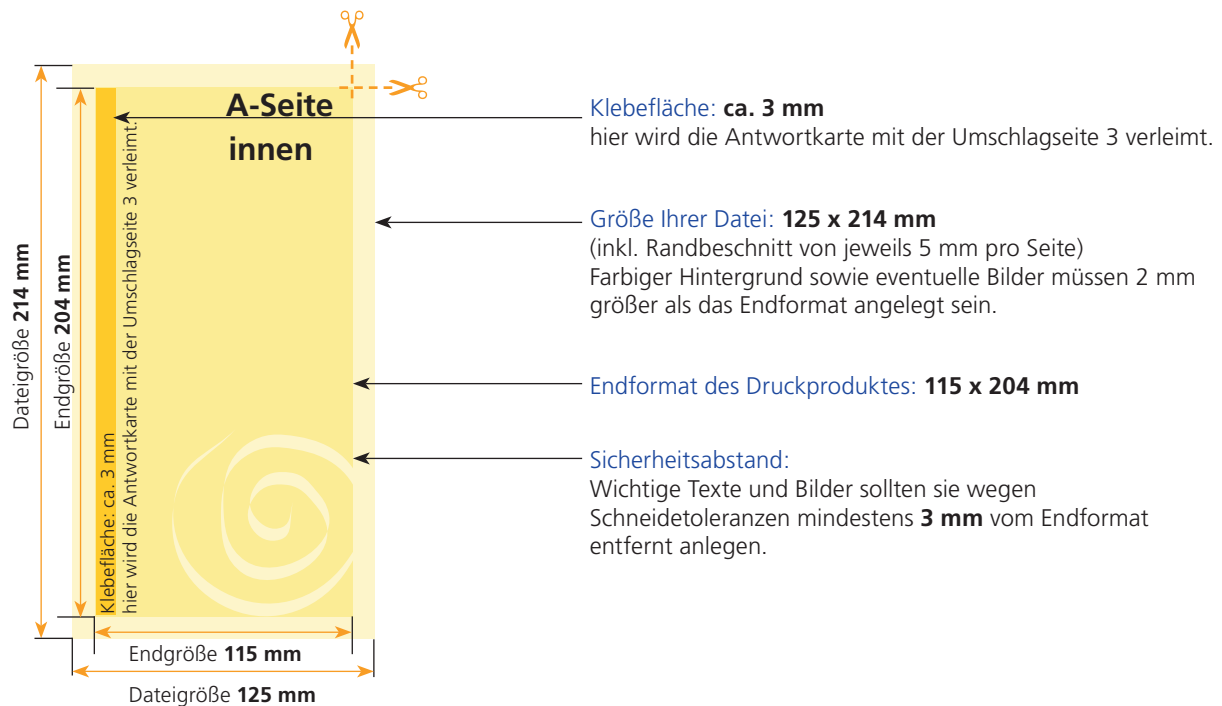 A-Seite
innen
Klebefläche: ca. 3 mm
hier wird die Antwortkarte mit der Umschlagseite 3 verleimt.
Dateigröße 214 mm
Endgröße 204 mm
Endgröße 115 mm
Dateigröße 125 mm
Klebefläche: ca. 3 mm
hier wird die Antwortkarte mit der Umschlagseite 3 verleimt.
Größe Ihrer Datei: 125 x 214 mm
(inkl. Randbeschnitt von jeweils 5 mm pro Seite)
Farbiger Hintergrund sowie eventuelle Bilder müssen 2 mm
größer als das Endformat angelegt sein.
Endformat des Druckproduktes: 115 x 204 mm
Sicherheitsabstand:
Wichtige Texte und Bilder sollten sie wegen
Schneidetoleranzen mindestens 3 mm vom Endformat
entfernt anlegen.